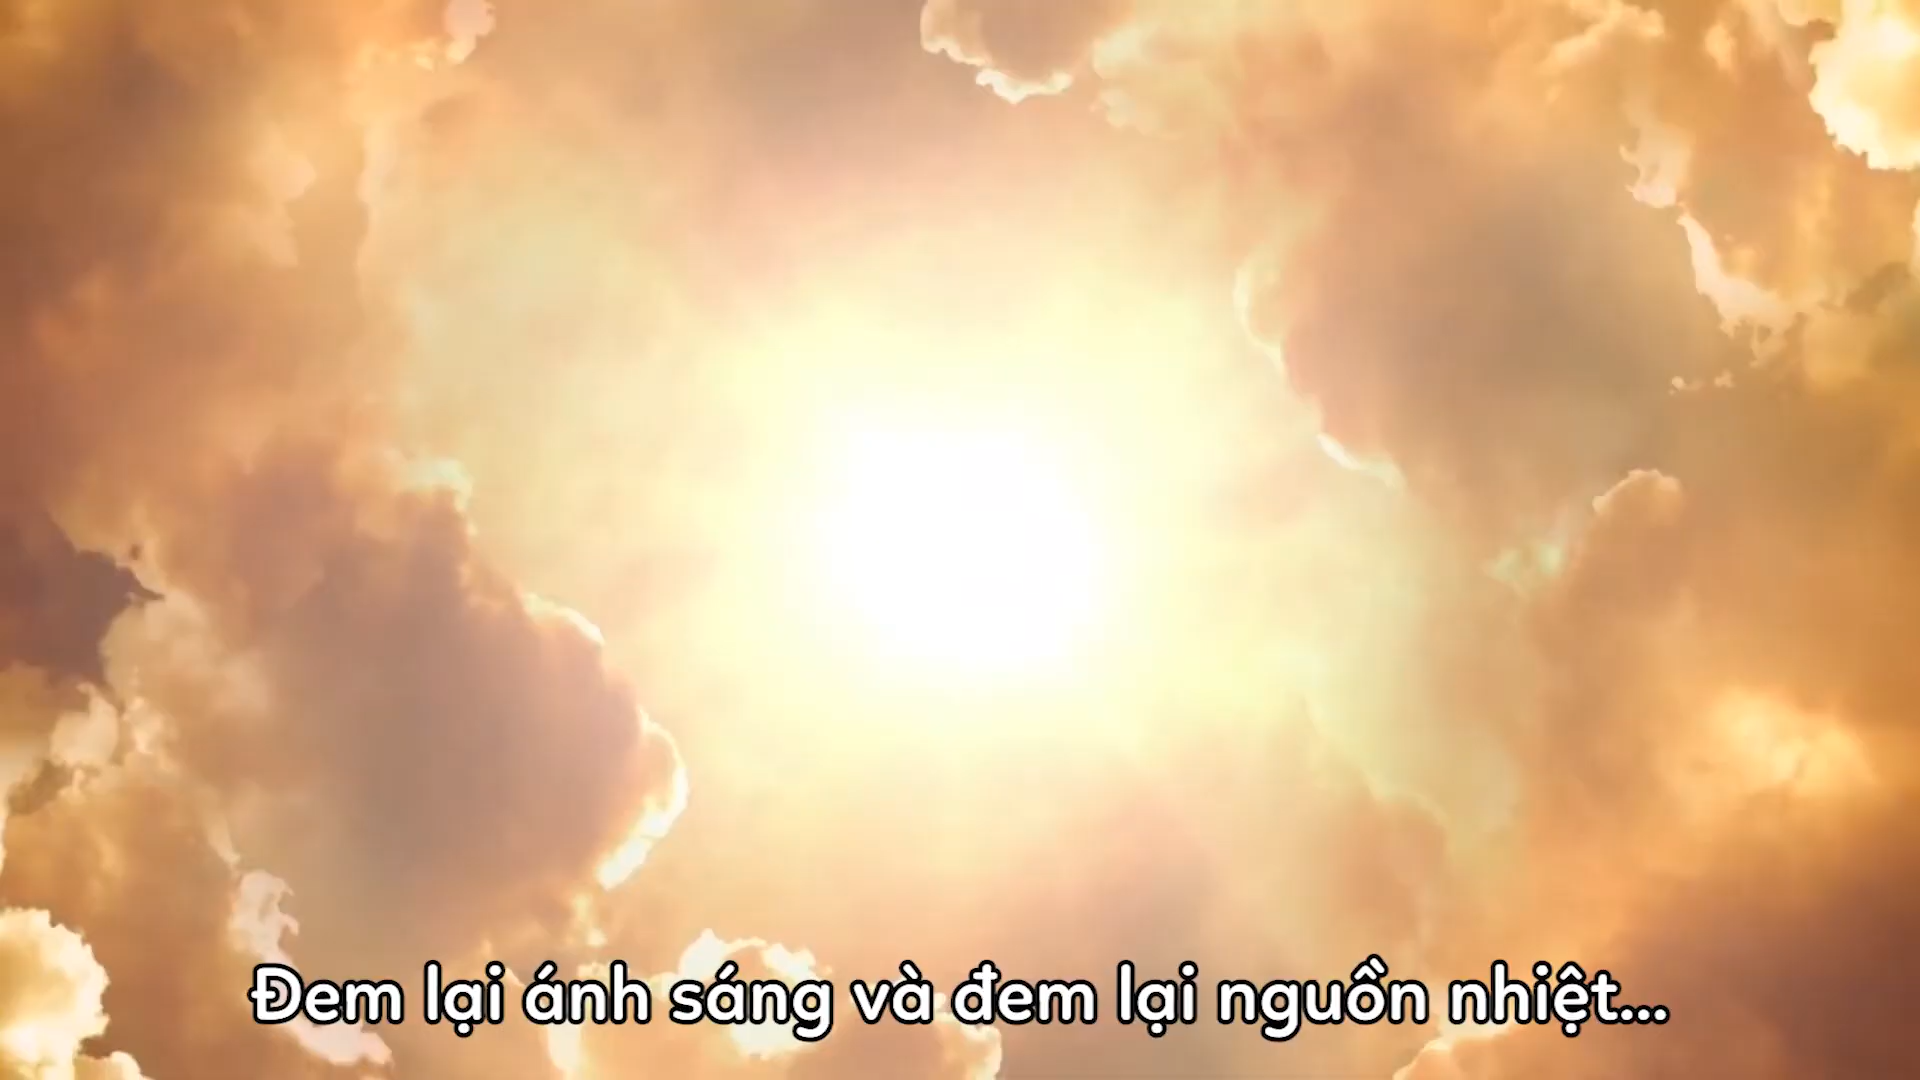 Đem lại ánh sáng và đem lại nguồn nhiệt...